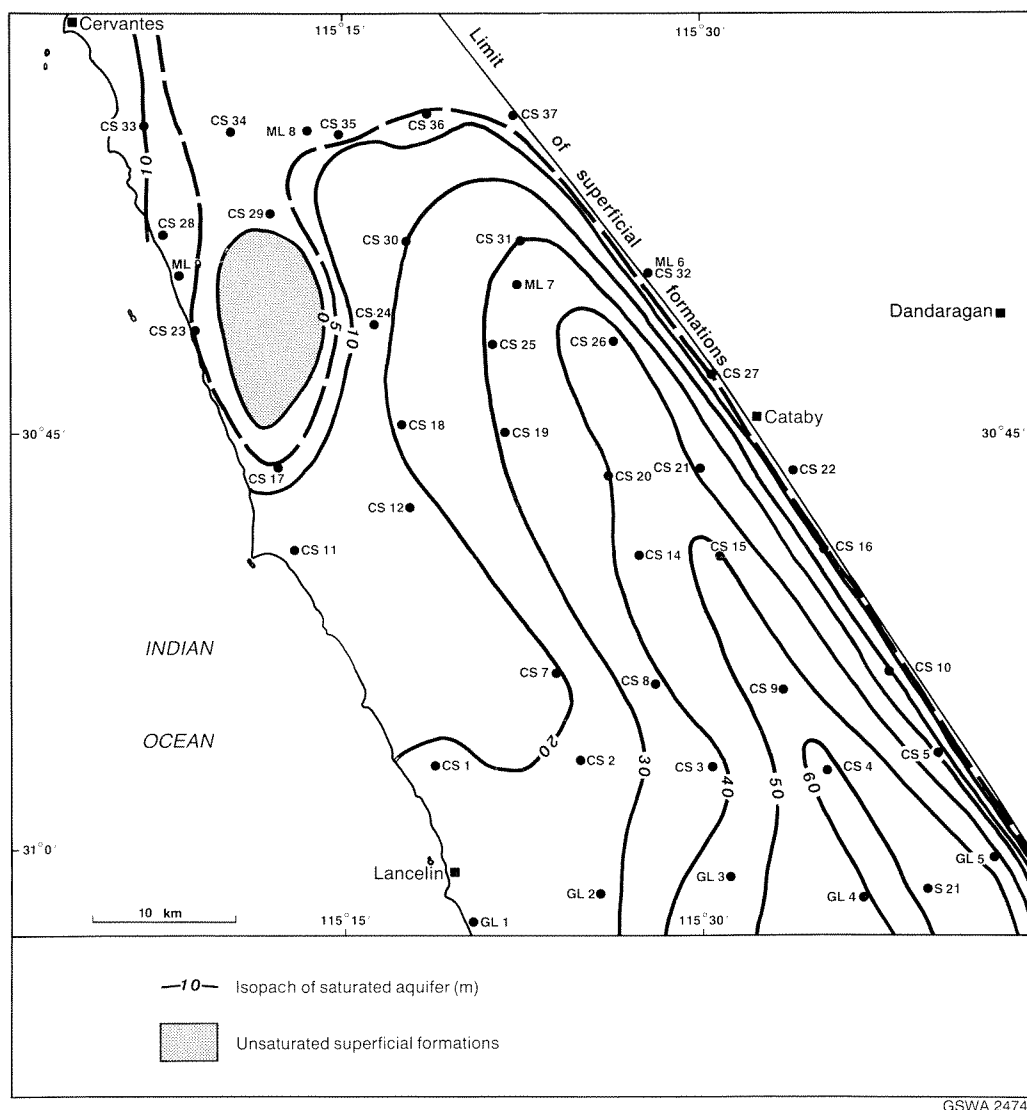 Cervantes
115°15'
115°30'
Limit
of superficial
formations
CS 33
CS 34
ML 8
CS 35
CS 36
CS 37
10
CS 28
CS 29
CS 30
CS 31
ML 6
CS 32
ML 7
Dandaragan
0
5
10
CS 23
CS 24
CS 25
CS 26
CS 27
Cataby
30°45'
30°45'
CS 18
CS 19
CS 17
CS 20
CS 21
CS 22
CS 12
CS 11
CS 14
CS 15
CS 16
INDIAN
OCEAN
CS 7
CS 8
CS 9
CS 10
20
30
40
50
60
CS 1
CS 2
CS 3
CS 4
CS 5
31°0'
Lancelin
GL 1
GL 2
GL 3
GL 4
S 21
GL 5
10 km
115°15'
115°30'
10
Isopach of saturated aquifer (m)
Unsaturated superficial formations
GSWA 2474